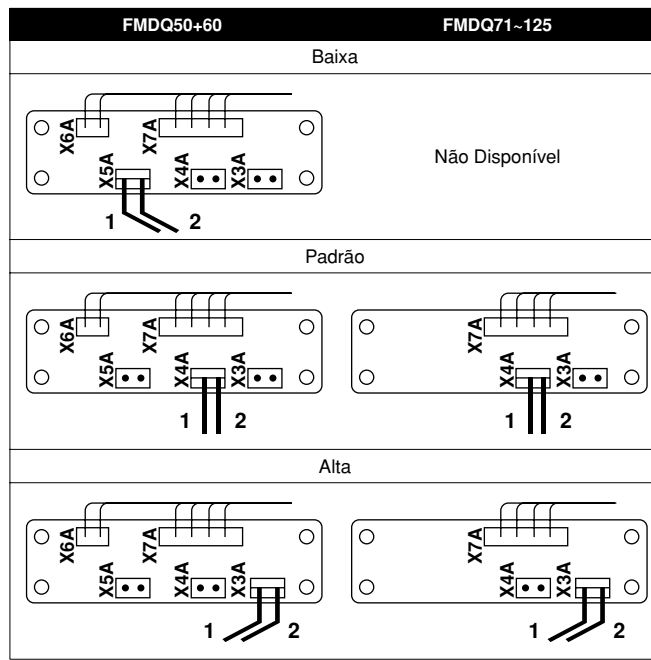 FMDQ50+60 FMDQ71~125
Baixa
X6A X7A
X5A X4A X3A
1 2
Não Disponível
Padrão
X6A X7A
X5A X4A X3A
1 2
X7A
X4A X3A
1 2
Alta
X6A X7A
X5A X4A X3A
1 2
X7A
X4A X3A
1 2